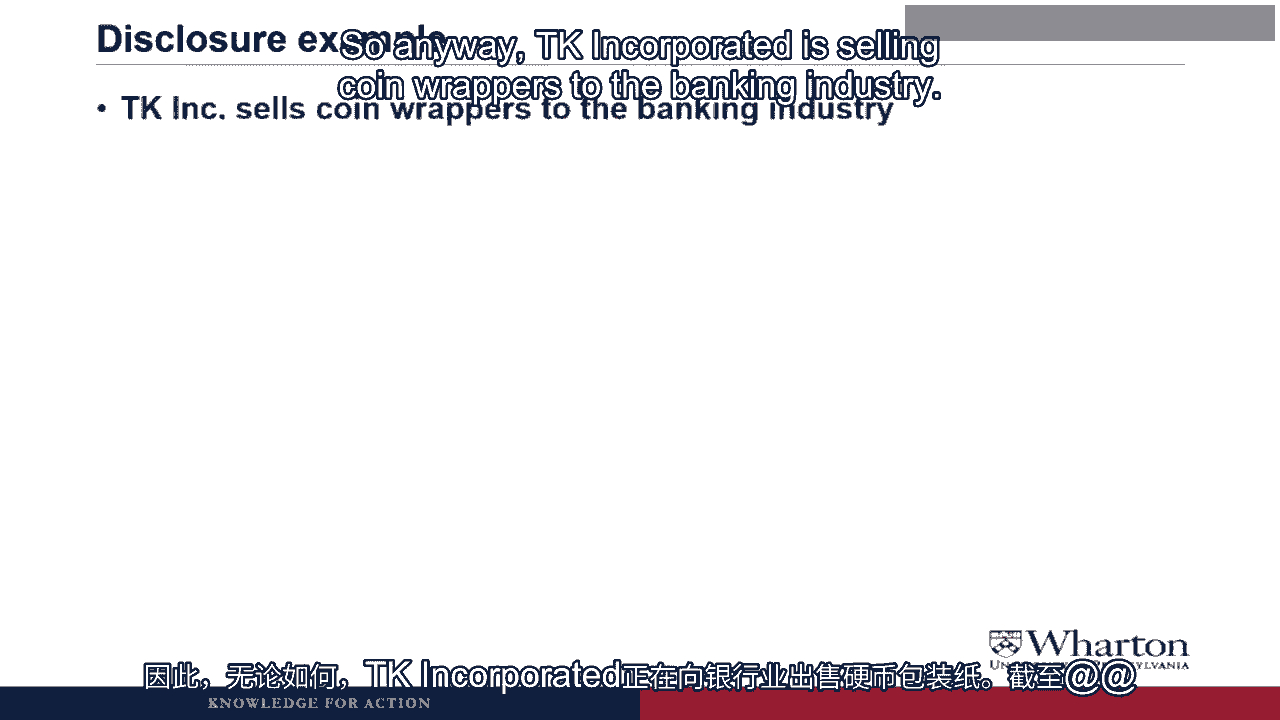 Disclosure example
So anyway, TK Incorporated is selling
coin wrappers to the banking industry.
• TK Inc. sells coin wrappers to the banking industry
Wharton
UNIVERSITY of PENNSYLVANIA
因此，无论如何，TK Incorporated正在向银行业出售硬币包装纸。截至@@
KNOWLEDGE FOR ACTION